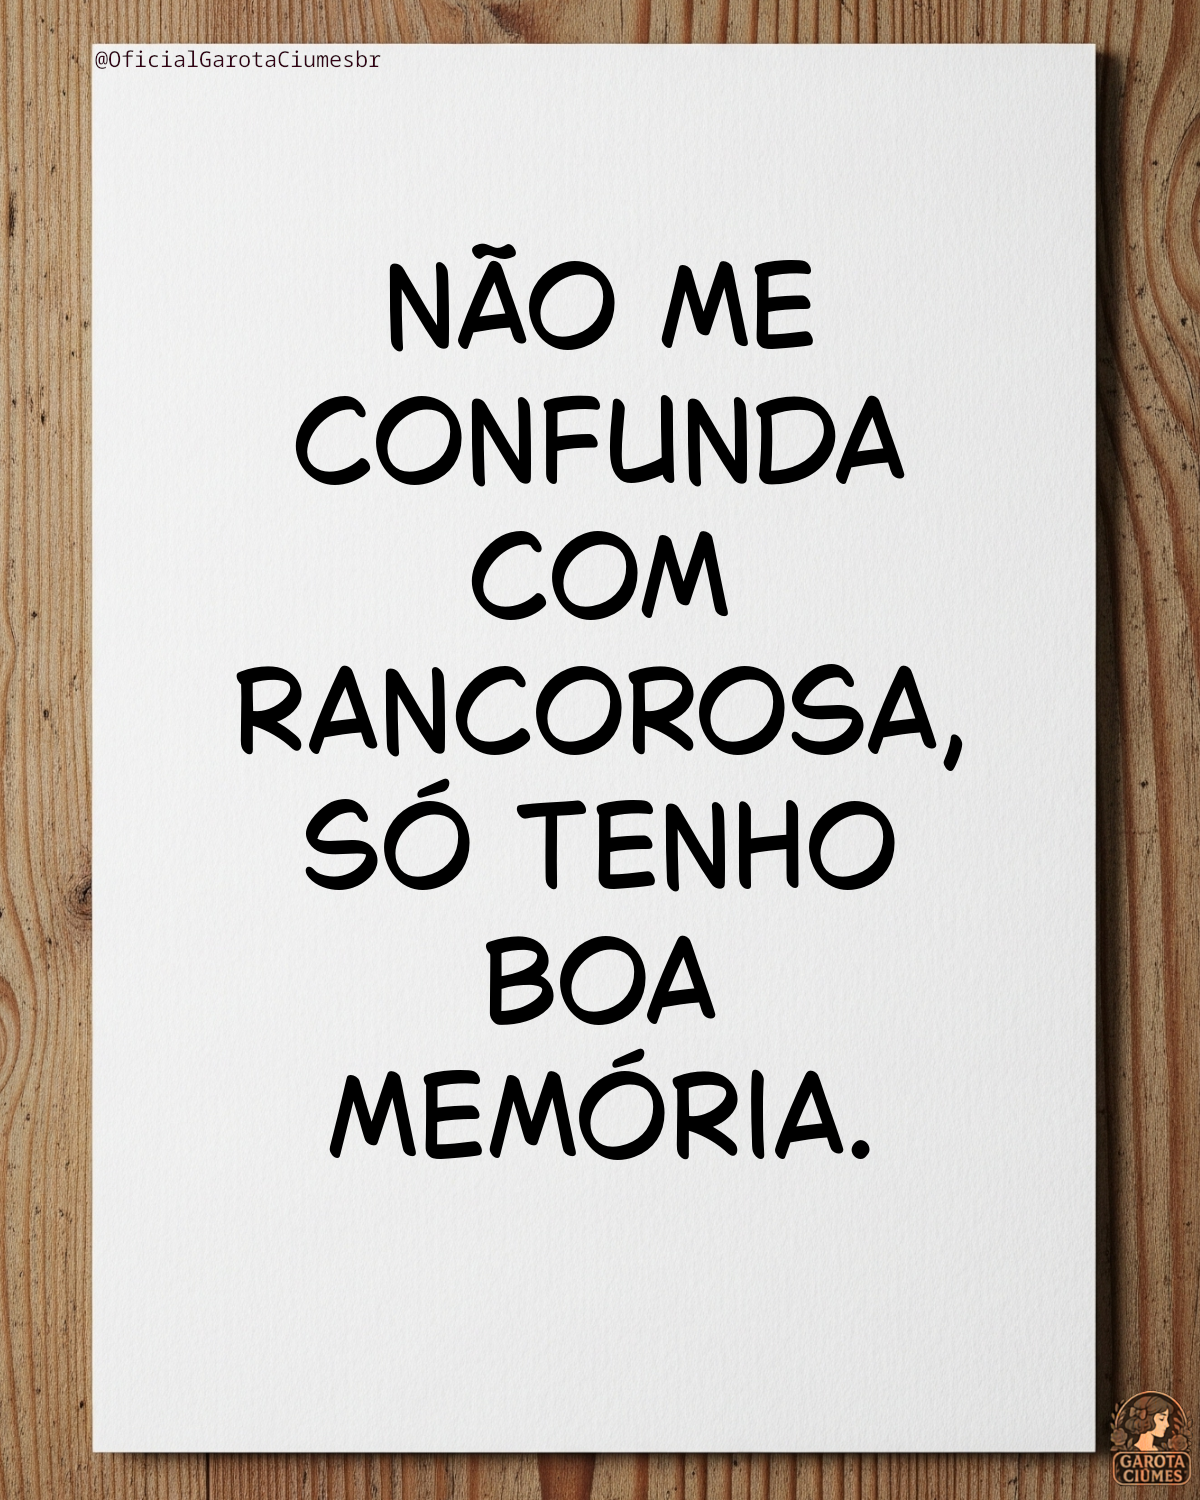 @OficialGarotaCiumesbr
NÃO ME
CONFUNDA
COM
RANCOROSA,
SÓ TENHO
BOA
MEMÓRIA.
GAROTA
CIÚMES